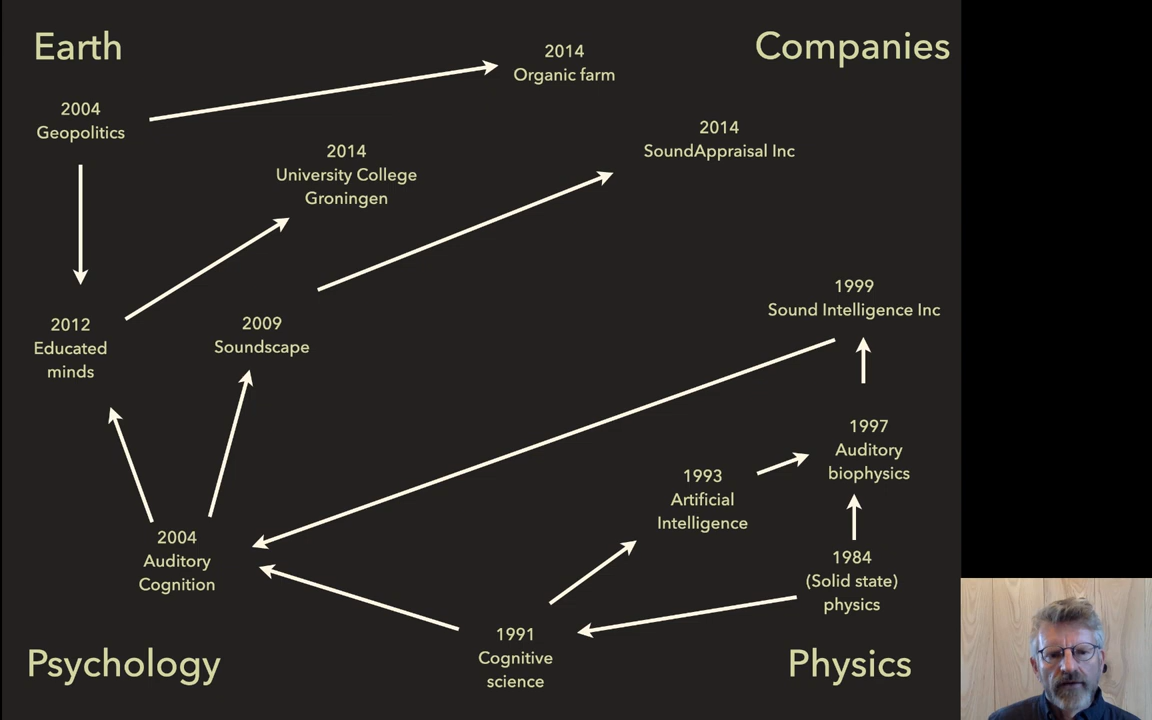 Earth
Companies
2014
Organic farm
2004
Geopolitics
2014
SoundAppraisal Inc
2014
University College
Groningen
1999
Sound Intelligence Inc
2012
Educated
minds
2009
Soundscape
1997
Auditory
biophysics
1993
Artificial
Intelligence
2004
Auditory
Cognition
1984
(Solid state)
physics
1991
Cognitive
science
Psychology
Physics